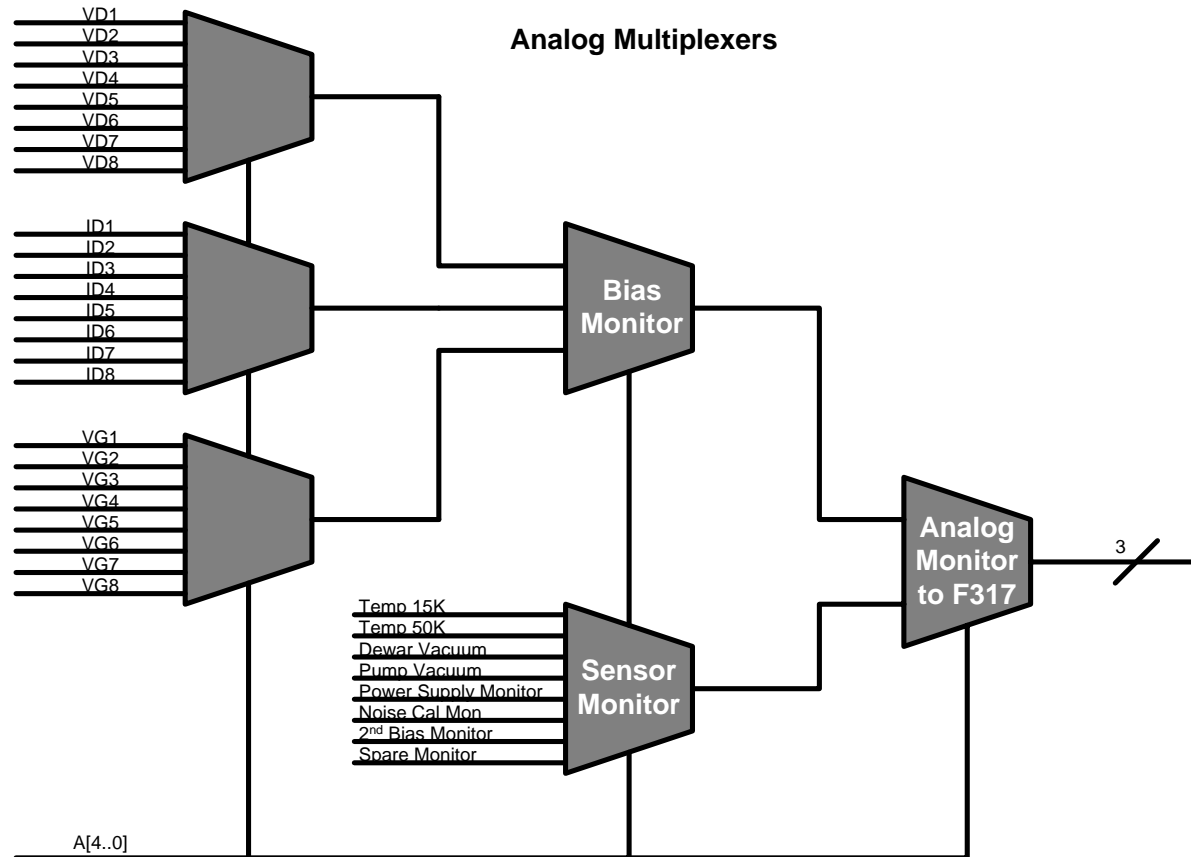 Analog Multiplexers
VD1
VD2
VD3
VD4
VD5
VD6
VD7
VD8
ID1
ID2
ID3
ID4
ID5
ID6
ID7
ID8
VG1
VG2
VG3
VG4
VG5
VG6
VG7
VG8
Bias
Monitor
Temp 15K
Temp 50K
Dewar Vacuum
Pump Vacuum
Power Supply Monitor
Noise Cal Mon
2nd Bias Monitor
Spare Monitor
Sensor
Monitor
Analog
Monitor
to F317
3
A[4..0]